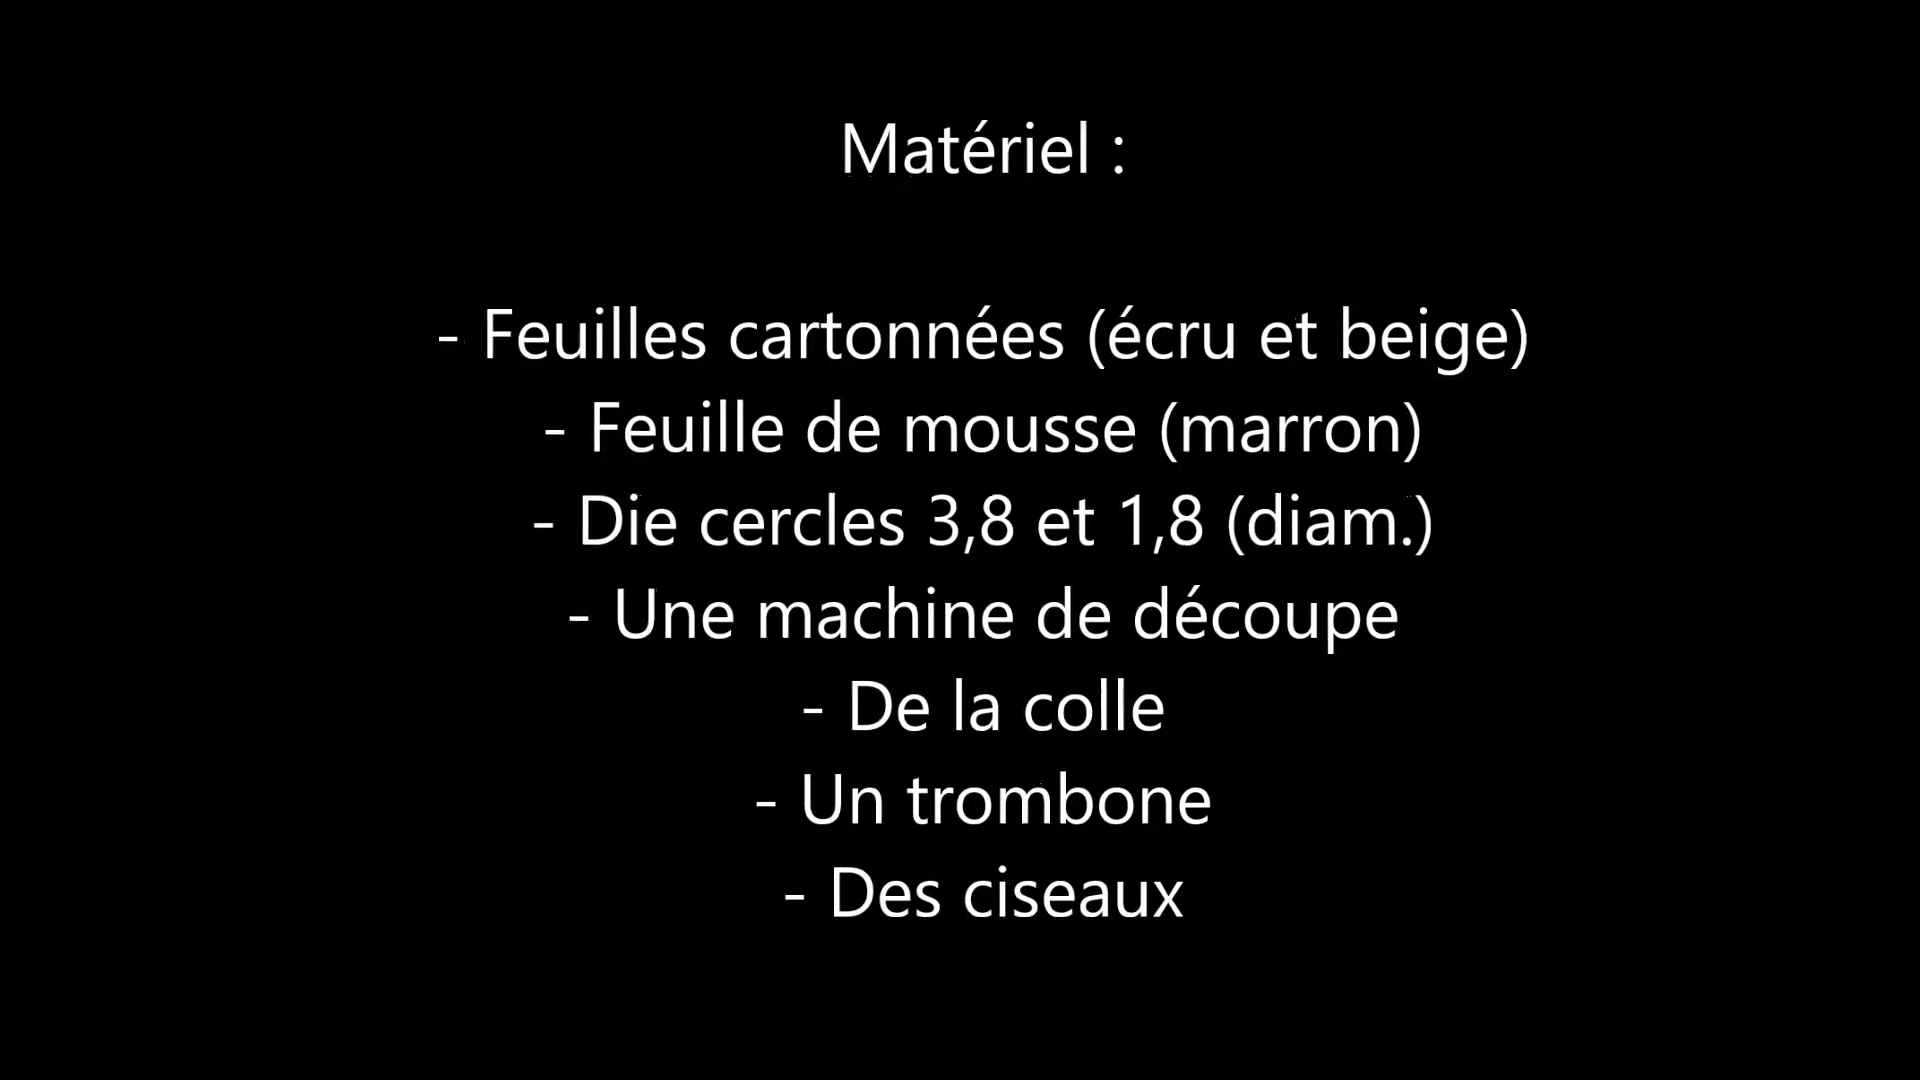 Matériel :
- Feuilles cartonnées (écru et beige)
- Feuille de mousse (marron)
- Die cercles 3,8 et 1,8 (diam.)
- Une machine de découpe
- De la colle
- Un trombone
- Des ciseaux